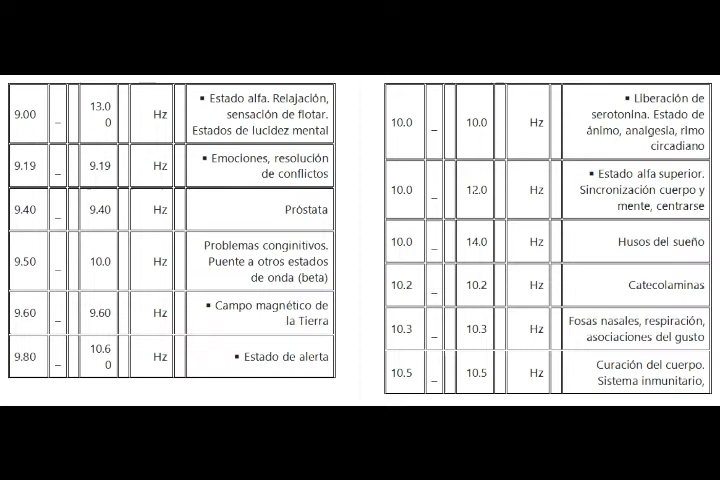 9.00 – 13.0 Hz ▪ Estado alfa. Relajación,
0 sensación de flotar.
Estados de lucidez mental
9.19 – 9.19 Hz ▪ Emociones, resolución
de conflictos
9.40 – 9.40 Hz Próstata
Problemas conginitivos.
9.50 – 10.0 Hz Puente a otros estados
de onda (beta)
9.60 – 9.60 Hz ▪ Campo magnético de
la Tierra
9.80 – 10.6 Hz ▪ Estado de alerta
0
▪ Liberación de
serotonina. Estado de
10.0 – 10.0 Hz ánimo, analgesia, rimo
circadiano
▪ Estado alfa superior.
10.0 – 12.0 Hz Sincronización cuerpo y
mente, centrarse
10.0 – 14.0 Hz Husos del sueño
10.2 – 10.2 Hz Catecolaminas
10.3 – 10.3 Hz Fosas nasales, respiración,
asociaciones del gusto
10.5 – 10.5 Hz Curación del cuerpo.
Sistema inmunitario,